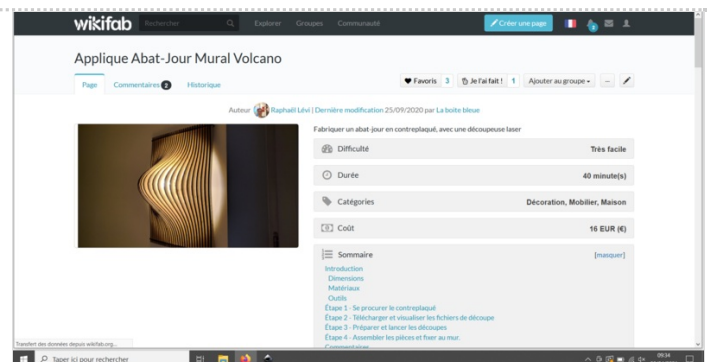 wikifab Rechercher Explorer Groupes Communauté Créer une page
Applique Abat-Jour Mural Volcano
Page Commentaires 2 Historique Favoris 3 Je l'ai fait ! 1 Ajouter au groupe
Auteur Raphaël Lévi | Dernière modification 25/09/2020 par La boite bleue
Fabriquer un abat-jour en contreplaqué, avec une découpeuse laser
Difficulté Très facile
Durée 40 minute(s)
Catégories Décoration, Mobilier, Maison
Coût 16 EUR (€)
Sommaire [masquer]
Introduction
Dimensions
Matériaux
Outils
Étape 1 - Se procurer le contreplaqué
Étape 2 - Télécharger et visualiser les fichiers de découpe
Étape 3 - Préparer et lancer les découpes
Étape 4 - Assembler les pièces et fixer au mur.
Commentaires
Transfert des données depuis wikifab.org...
Taper ici pour rechercher 09:34